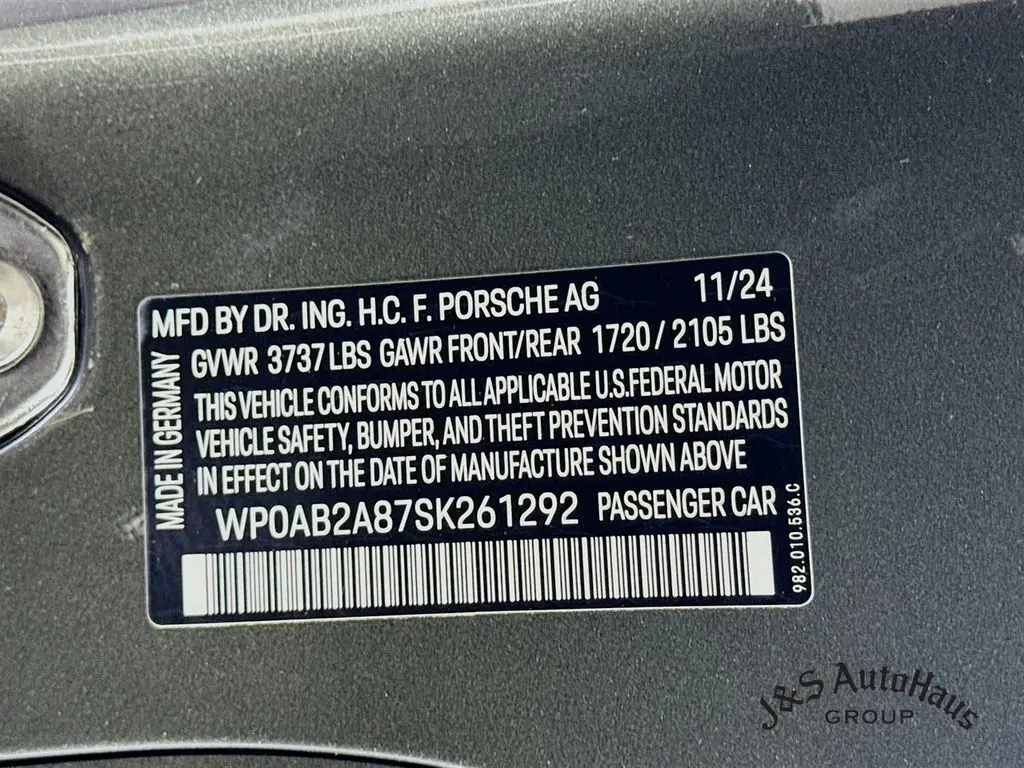 MFD BY DR. ING. H.C. F. PORSCHE AG 11/24
GVWR 3737 LBS GAWR FRONT/REAR 1720 / 2105 LBS
THIS VEHICLE CONFORMS TO ALL APPLICABLE U.S.FEDERAL MOTOR
VEHICLE SAFETY, BUMPER, AND THEFT PREVENTION STANDARDS
IN EFFECT ON THE DATE OF MANUFACTURE SHOWN ABOVE
WP0AB2A87SK261292 PASSENGER CAR
MADE IN GERMANY
982.010.536.C
J&S AutoHaus
GROUP